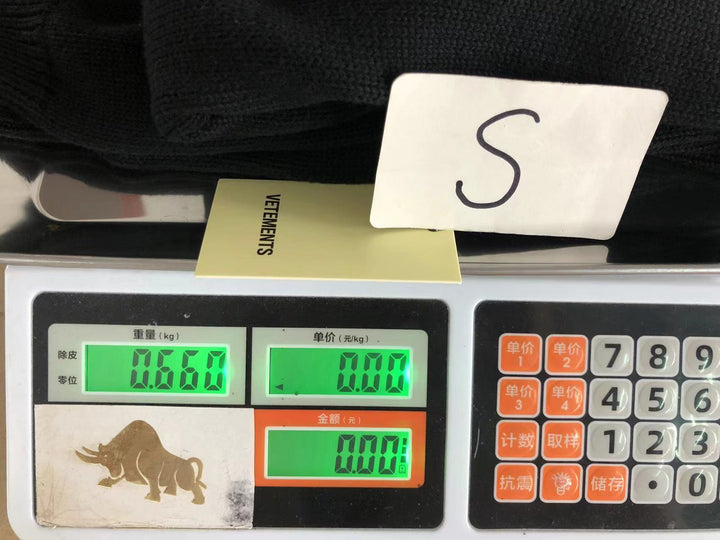 S
VETEMENTS
重量(kg)
单价(元/kg)
除皮
零位
0.660
0.00
金额(元)
0.00
单价1 单价2 7 8 9
单价3 单价4 4 5 6
计数 取样 1 2 3
抗震 储存 • 0